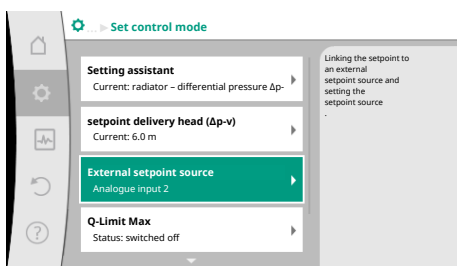 ... Set control mode
Setting assistant
Current: radiator – differential pressure Δp-
setpoint delivery head (Δp-v)
Current: 6.0 m
External setpoint source
Analogue input 2
Q-Limit Max
Status: switched off
Linking the setpoint to
an external
setpoint source and
setting the
setpoint source
.
?